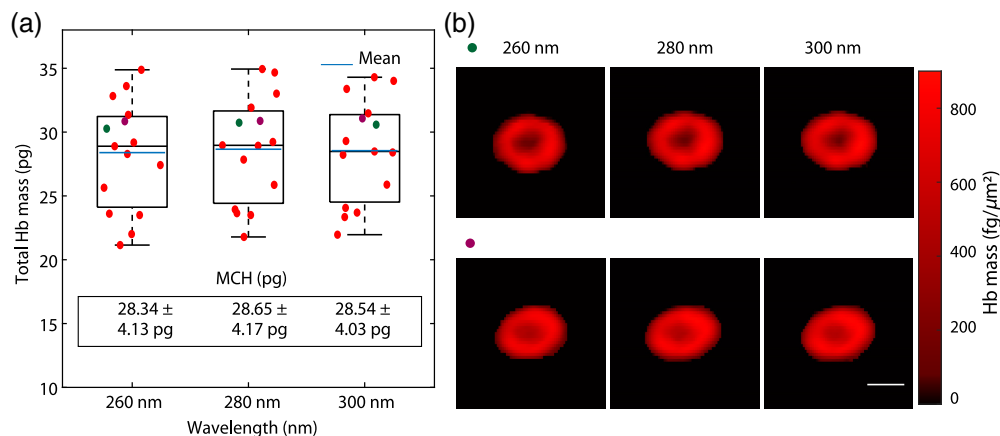 (a)
Total Hb mass (pg)
40
35
30
25
20
15
10
Mean
MCH (pg)
28.34 ±
4.13 pg
28.65 ±
4.17 pg
28.54 ±
4.03 pg
260 nm
280 nm
300 nm
Wavelength (nm)
(b)
260 nm
280 nm
300 nm
800
600
400
200
0
Hb mass (fg/µm²)